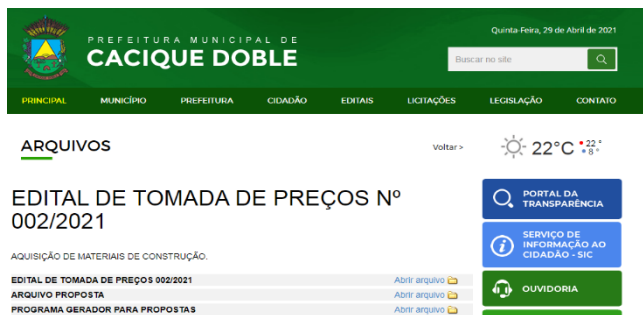 Quinta-Feira, 29 de Abril de 2021
PREFEITURA MUNICIPAL DE
CACIQUE DOBLE
Buscar no site
PRINCIPAL MUNICÍPIO PREFEITURA CIDADÃO EDITAIS LICITAÇÕES LEGISLAÇÃO CONTATO
ARQUIVOS
Voltar >
22°C
22 °
8 °
EDITAL DE TOMADA DE PREÇOS Nº
002/2021
AQUISIÇÃO DE MATERIAIS DE CONSTRUÇÃO.
EDITAL DE TOMADA DE PREÇOS 002/2021 Abrir arquivo
ARQUIVO PROPOSTA Abrir arquivo
PROGRAMA GERADOR PARA PROPOSTAS Abrir arquivo
PORTAL DA
TRANSPARÊNCIA
SERVIÇO DE
INFORMAÇÃO AO
CIDADÃO - SIC
OUVIDORIA